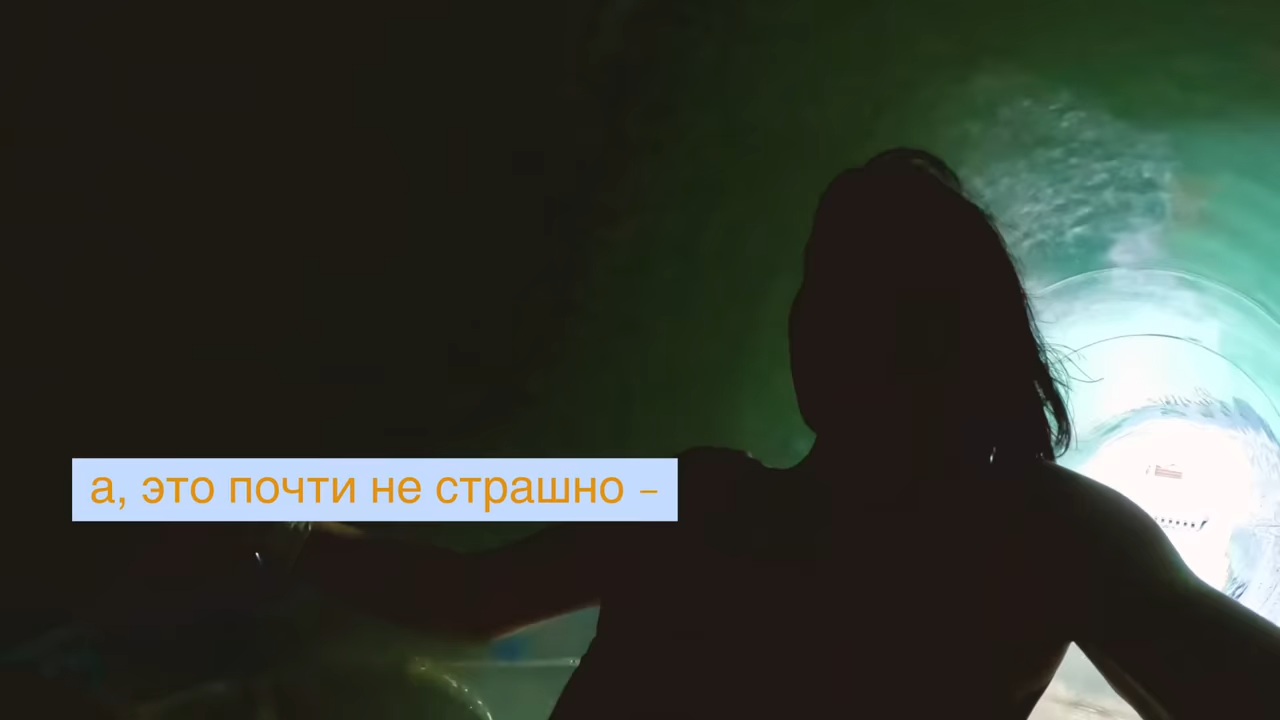 а, это почти не страшно –